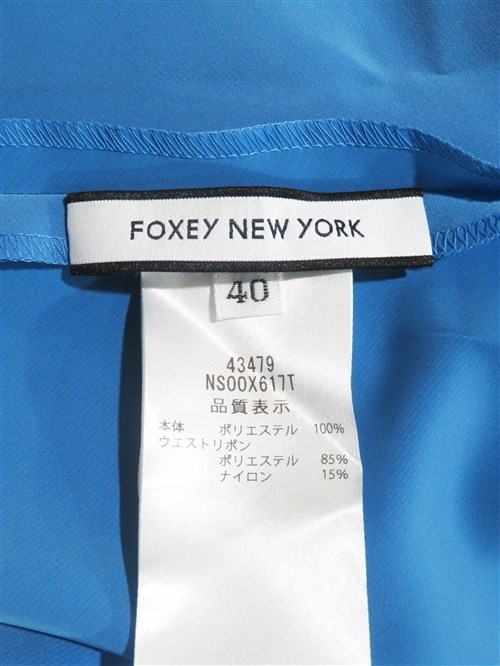 FOXEY NEW YORK
40
43479
NS00X617T
品質表示
本体 ポリエステル 100%
ウエストリボン
ポリエステル 85%
ナイロン 15%